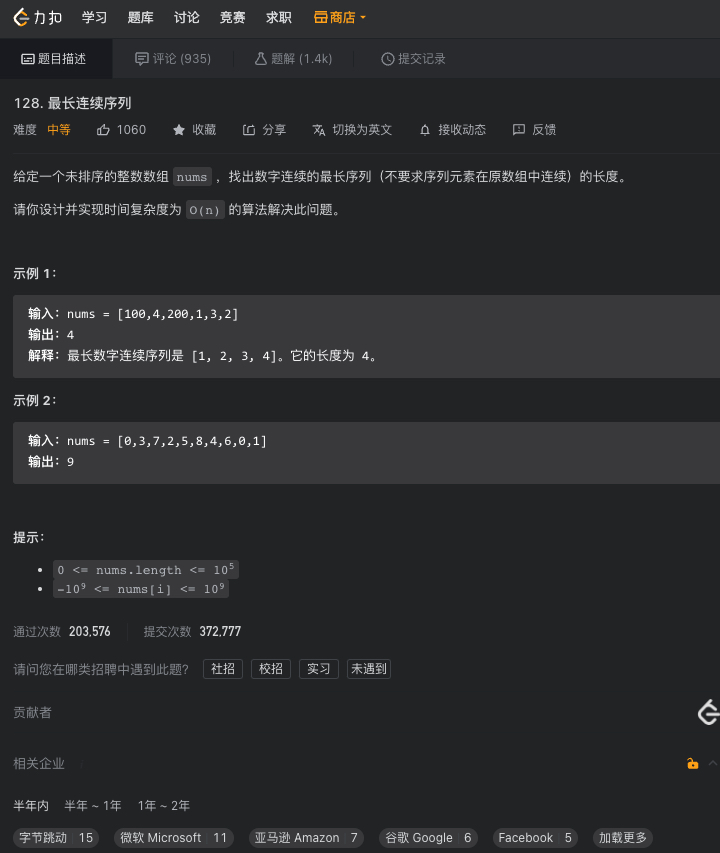 力扣 学习 题库 讨论 竞赛 求职 商店
题目描述 评论 (935) 题解 (1.4k) 提交记录
128. 最长连续序列
难度 中等 1060 收藏 分享 切换为英文 接收动态 反馈
给定一个未排序的整数数组 nums ，找出数字连续的最长序列（不要求序列元素在原数组中连续）的长度。
请你设计并实现时间复杂度为 O(n) 的算法解决此问题。
示例 1：
输入：nums = [100,4,200,1,3,2]
输出：4
解释：最长数字连续序列是 [1, 2, 3, 4]。它的长度为 4。
示例 2：
输入：nums = [0,3,7,2,5,8,4,6,0,1]
输出：9
提示：
0 <= nums.length <= 10⁵
-10⁹ <= nums[i] <= 10⁹
通过次数 203,576 提交次数 372,777
请问您在哪类招聘中遇到此题？ 社招 校招 实习 未遇到
贡献者
相关企业
半年内 半年 ~ 1年 1年 ~ 2年
字节跳动 15 微软 Microsoft 11 亚马逊 Amazon 7 谷歌 Google 6 Facebook 5 加载更多